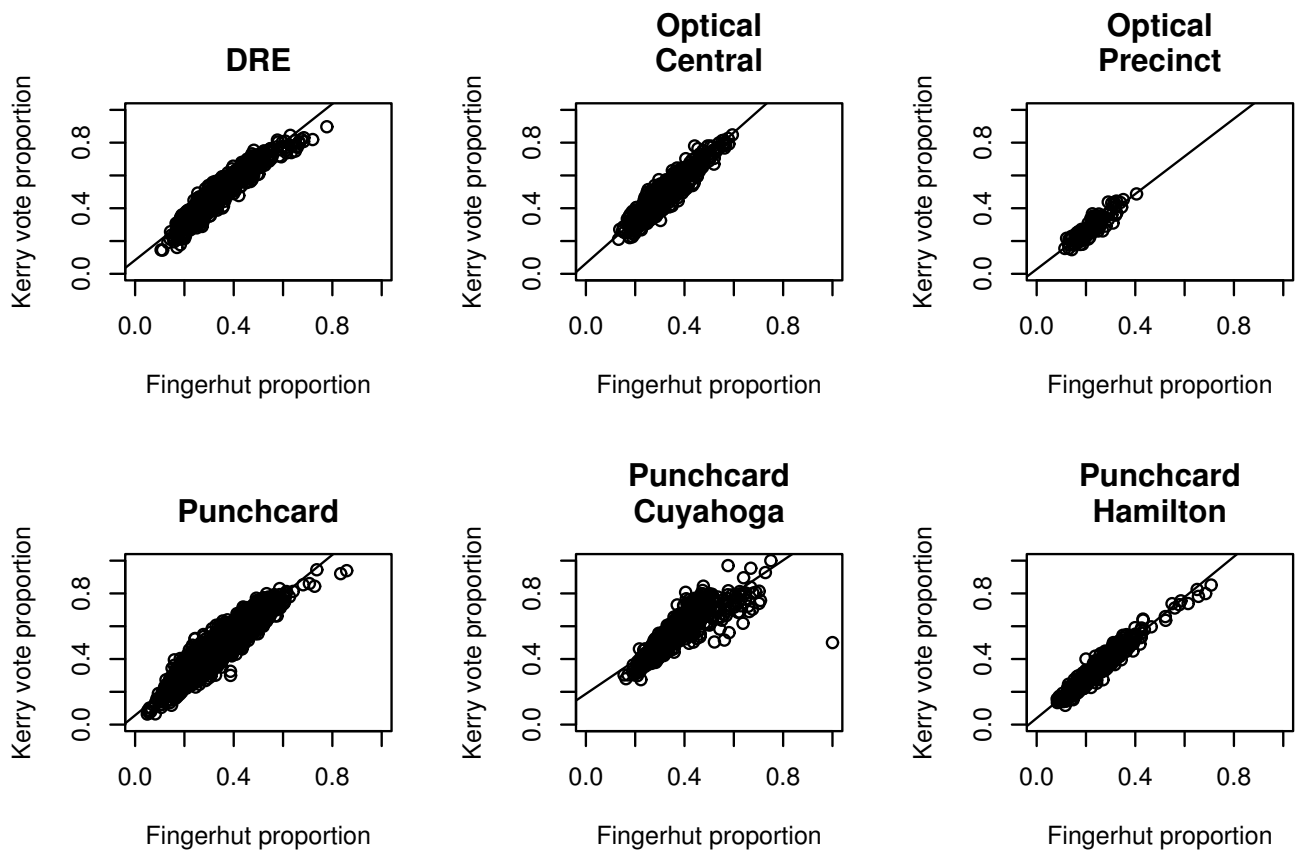 DRE
Kerry vote proportion
0.0 0.4 0.8
0.0 0.4 0.8
Fingerhut proportion
Optical
Central
Kerry vote proportion
0.0 0.4 0.8
0.0 0.4 0.8
Fingerhut proportion
Optical
Precinct
Kerry vote proportion
0.0 0.4 0.8
0.0 0.4 0.8
Fingerhut proportion
Punchcard
Kerry vote proportion
0.0 0.4 0.8
0.0 0.4 0.8
Fingerhut proportion
Punchcard
Cuyahoga
Kerry vote proportion
0.0 0.4 0.8
0.0 0.4 0.8
Fingerhut proportion
Punchcard
Hamilton
Kerry vote proportion
0.0 0.4 0.8
0.0 0.4 0.8
Fingerhut proportion